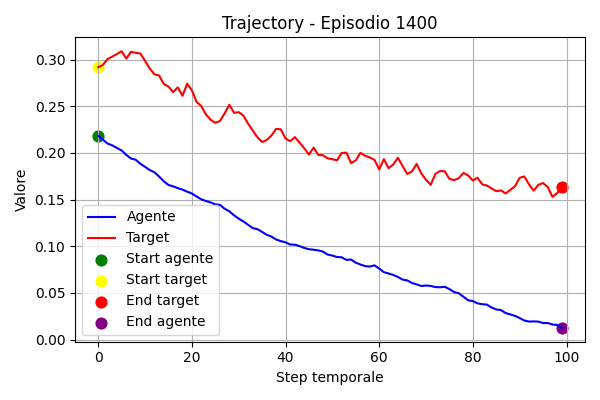 Trajectory - Episodio 1400
Valore
0.30
0.25
0.20
0.15
0.10
0.05
0.00
Agente
Target
Start agente
Start target
End target
End agente
0 20 40 60 80 100
Step temporale